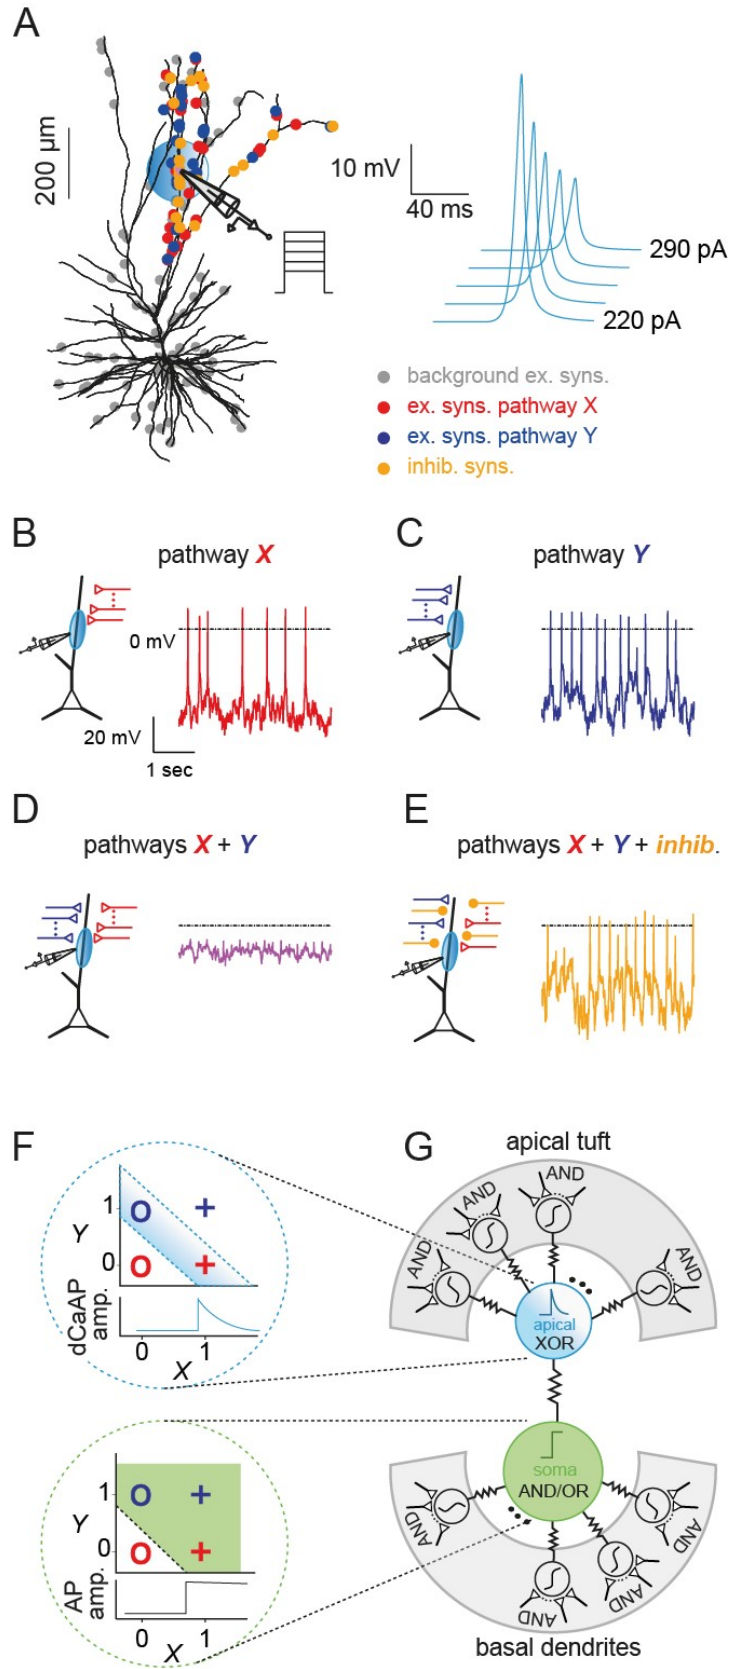 A
200 µm
10 mV
40 ms
290 pA
220 pA
background ex. syns.
ex. syns. pathway X
ex. syns. pathway Y
inhib. syns.
B
pathway X
0 mV
20 mV
1 sec
C
pathway Y
D
pathways X + Y
E
pathways X + Y + inhib.
F
Y
1
0
O
+
O
+
dCaAP
amp.
0
1
X
Y
1
0
O
+
O
+
AP
amp.
0
1
X
G
apical tuft
AND
AND
AND
AND
apical
XOR
soma
AND/OR
AND
AND
AND
AND
basal dendrites